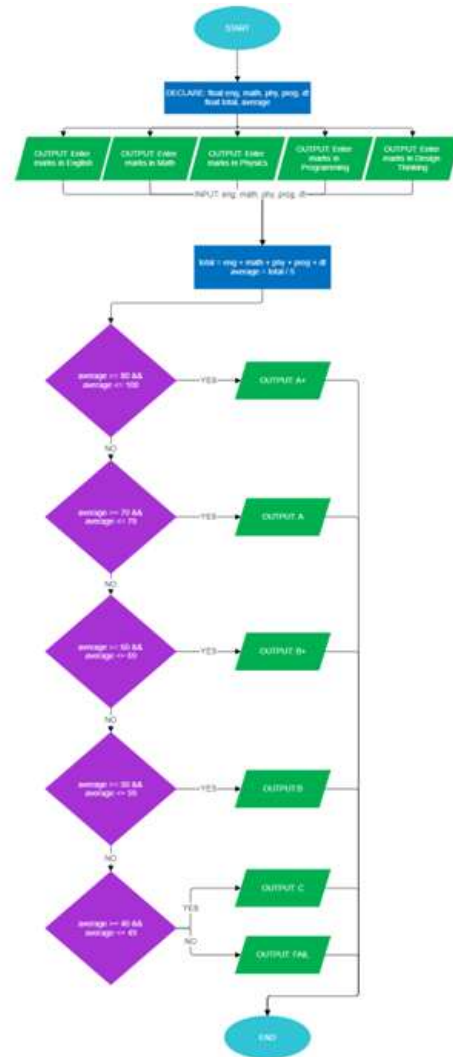 START
DECLARE: float eng, math, phy, prog, dt
float total, average
OUTPUT: Enter
marks in English
OUTPUT: Enter
marks in Math
OUTPUT: Enter
marks in Physics
OUTPUT: Enter
marks in
Programming
OUTPUT: Enter
marks in Design
Thinking
INPUT: eng, math, phy, prog, dt
total = eng + math + phy + prog + dt
average = total / 5
average >= 80 &&
average <= 100
YES
OUTPUT: A+
NO
average >= 70 &&
average <= 79
YES
OUTPUT: A
NO
average >= 60 &&
average <= 69
YES
OUTPUT: B+
NO
average >= 50 &&
average <= 59
YES
OUTPUT: B
NO
average >= 40 &&
average <= 49
YES
OUTPUT: C
NO
OUTPUT: FAIL
END